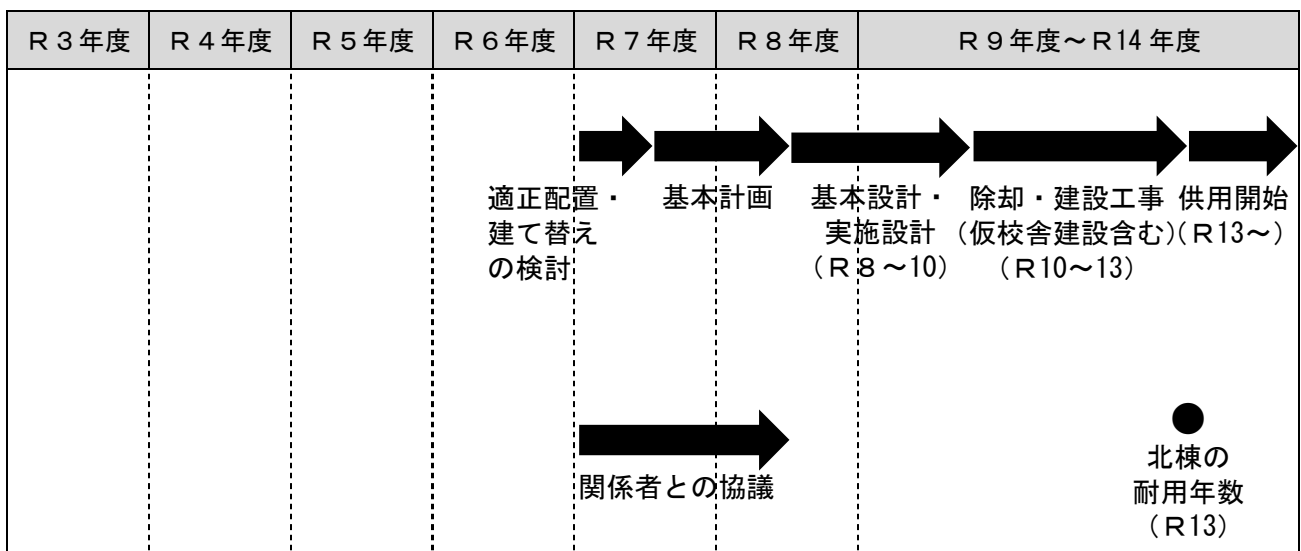 Ｒ３年度 Ｒ４年度 Ｒ５年度 Ｒ６年度 Ｒ７年度 Ｒ８年度 Ｒ９年度～Ｒ14年度
適正配置・
建て替え
の検討
基本計画
基本設計・
実施設計
（Ｒ８～10）
除却・建設工事
（仮校舎建設含む）
（Ｒ10～13）
供用開始
（Ｒ13～）
関係者との協議
北棟の
耐用年数
（Ｒ13）